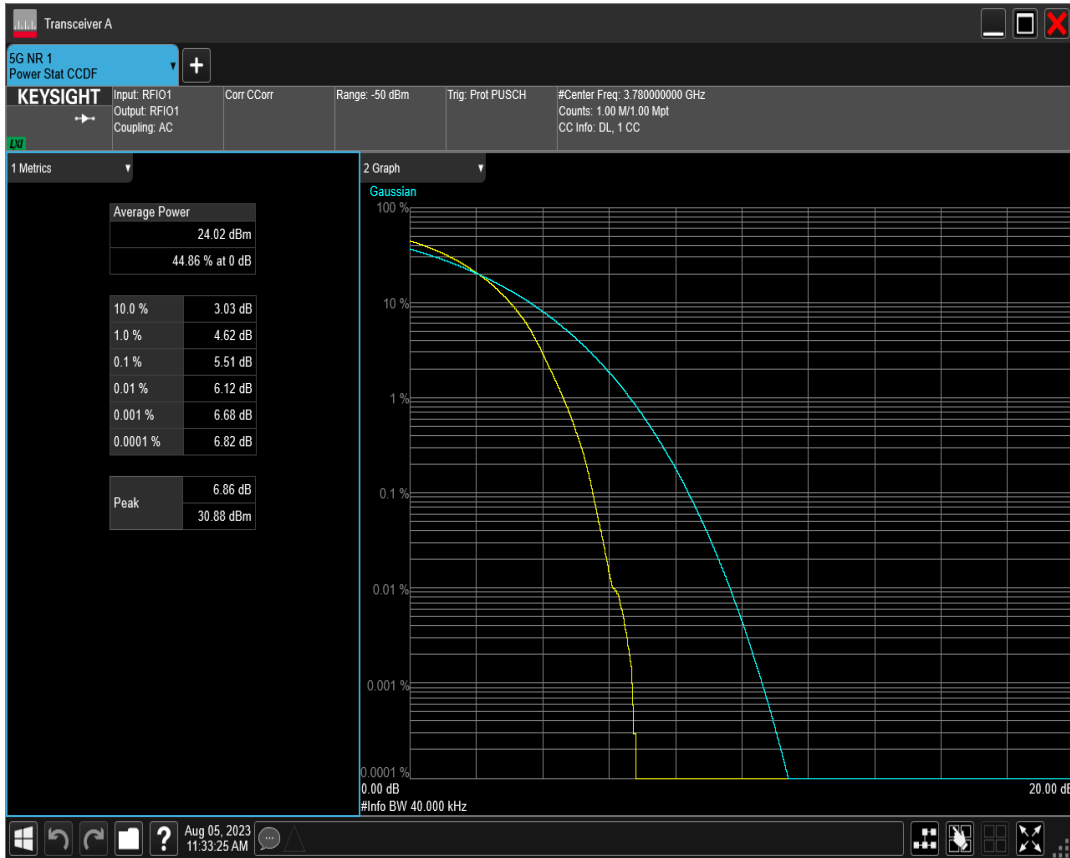 Transceiver A
5G NR 1
Power Stat CCDF
+
KEYSIGHT
LXI
Input: RFIO1
Output: RFIO1
Coupling: AC
Corr CCorr
Range: -50 dBm
Trig: Prot PUSCH
#Center Freq: 3.780000000 GHz
Counts: 1.00 M/1.00 Mpt
CC Info: DL, 1 CC
1 Metrics
Average Power
24.02 dBm
44.86 % at 0 dB
10.0 % 3.03 dB
1.0 % 4.62 dB
0.1 % 5.51 dB
0.01 % 6.12 dB
0.001 % 6.68 dB
0.0001 % 6.82 dB
Peak
6.86 dB
30.88 dBm
2 Graph
Gaussian
100 %
10 %
1 %
0.1 %
0.01 %
0.001 %
0.0001 %
0.00 dB
20.00 dB
#Info BW 40.000 kHz
?
Aug 05, 2023
11:33:25 AM